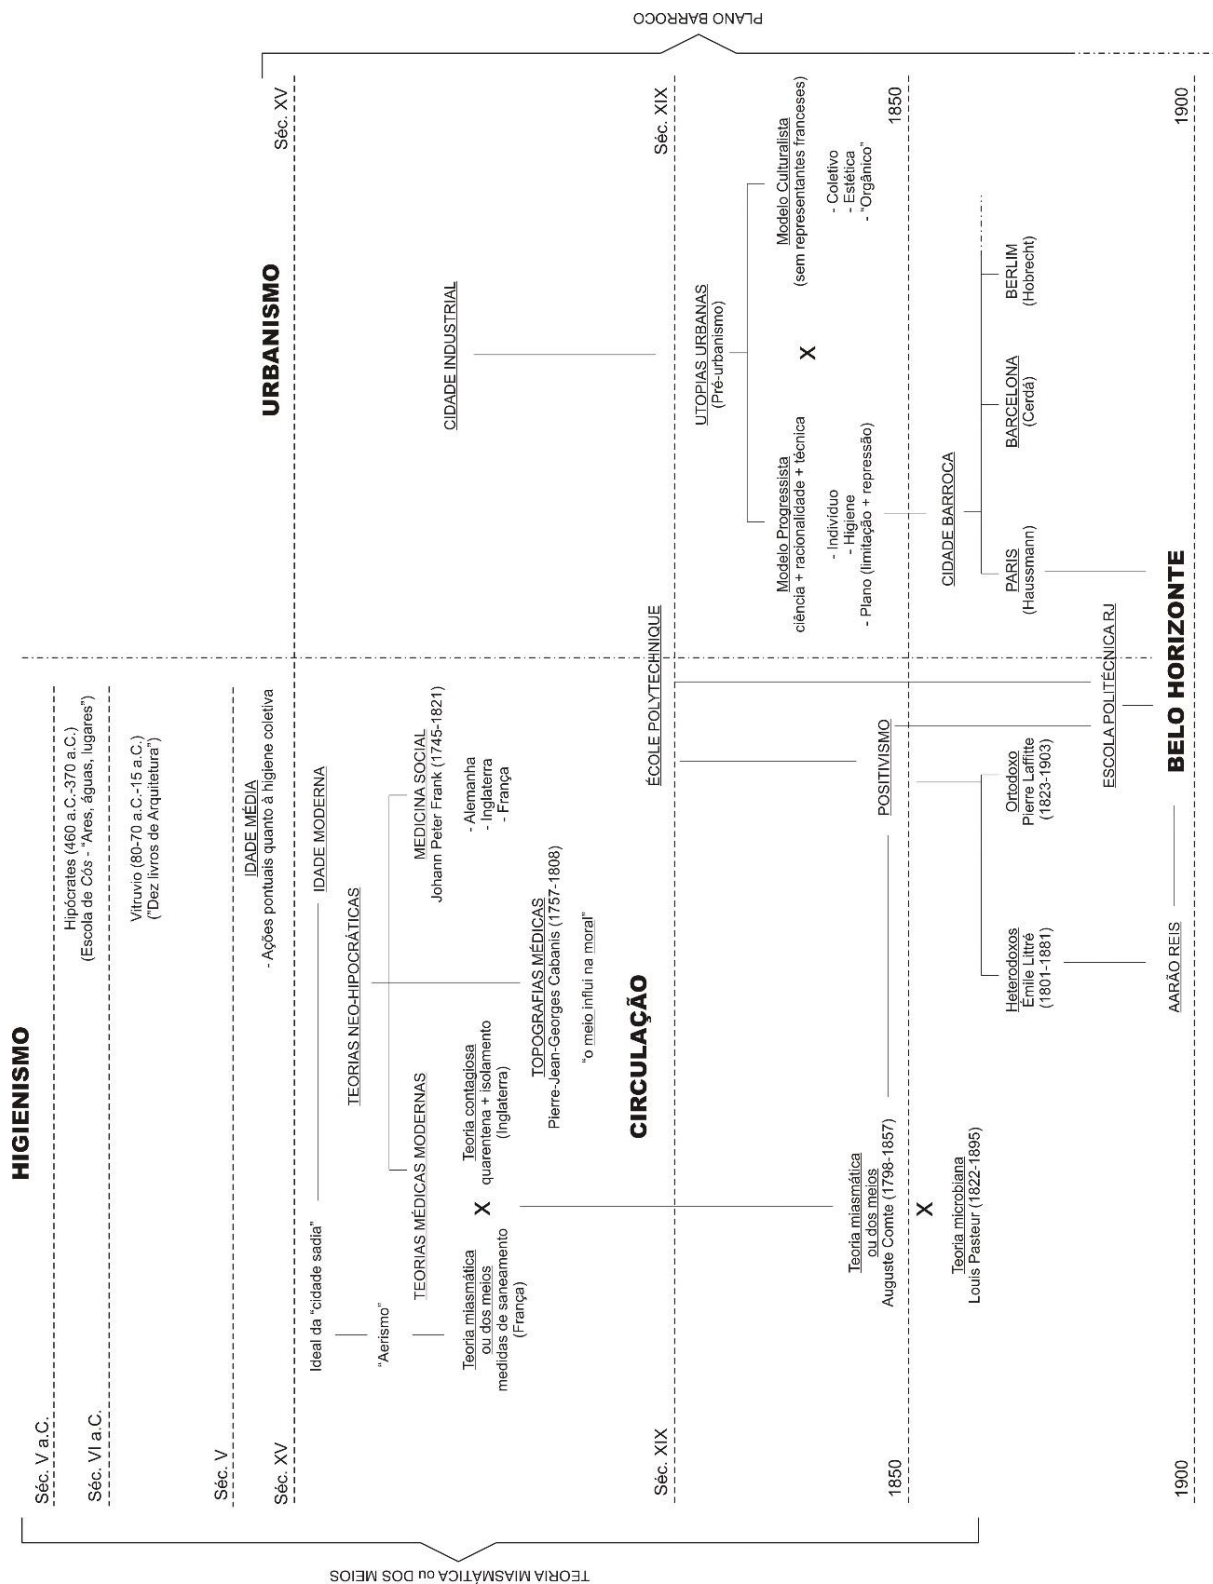 HIGIENISMO
Séc. V a.C.
Hipócrates (460 a.C.-370 a.C.)
(Escola de Cós - "Ares, águas, lugares")
Séc. VI a.C.
Vitruvio (80-70 a.C.-15 a.C.)
("Dez livros de Arquitetura")
Séc. V
IDADE MÉDIA
- Ações pontuais quanto à higiene coletiva
URBANISMO
Séc. XV
Séc. XV
Ideal da “cidade sadia”
IDADE MODERNA
TEORIAS NEO-HIPOCRÁTICAS
“Aerismo”
TEORIAS MÉDICAS MODERNAS
MEDICINA SOCIAL
Johann Peter Frank (1745-1821)
- Alemanha
- Inglaterra
- França
CIDADE INDUSTRIAL
Teoria miasmática
ou dos meios
medidas de saneamento
(França)
X
Teoria contagiosa
quarentena + isolamento
(Inglaterra)
TOPOGRAFIAS MÉDICAS
Pierre-Jean-Georges Cabanis (1757-1808)
“o meio influi na moral”
CIRCULAÇÃO
Séc. XIX
ÉCOLE POLYTECHNIQUE
Séc. XIX
UTOPIAS URBANAS
(Pré-urbanismo)
Modelo Progressista
ciência + racionalidade + técnica
- Indivíduo
- Higiene
- Plano (limitação + repressão)
X
Modelo Culturalista
(sem representantes franceses)
- Coletivo
- Estética
- “Orgânico”
Teoria miasmática
ou dos meios
Auguste Comte (1798-1857)
POSITIVISMO
1850
1850
X
Teoria microbiana
Louis Pasteur (1822-1895)
CIDADE BARROCA
Heterodoxos
Émile Littré
(1801-1881)
Ortodoxo
Pierre Laffitte
(1823-1903)
PARIS
(Haussmann)
BARCELONA
(Cerdá)
BERLIM
(Hobrecht)
ESCOLA POLITÉCNICA RJ
AARÃO REIS
BELO HORIZONTE
1900
1900
TEORIA MIASMÁTICA ou DOS MEIOS
PLANO BARROCO